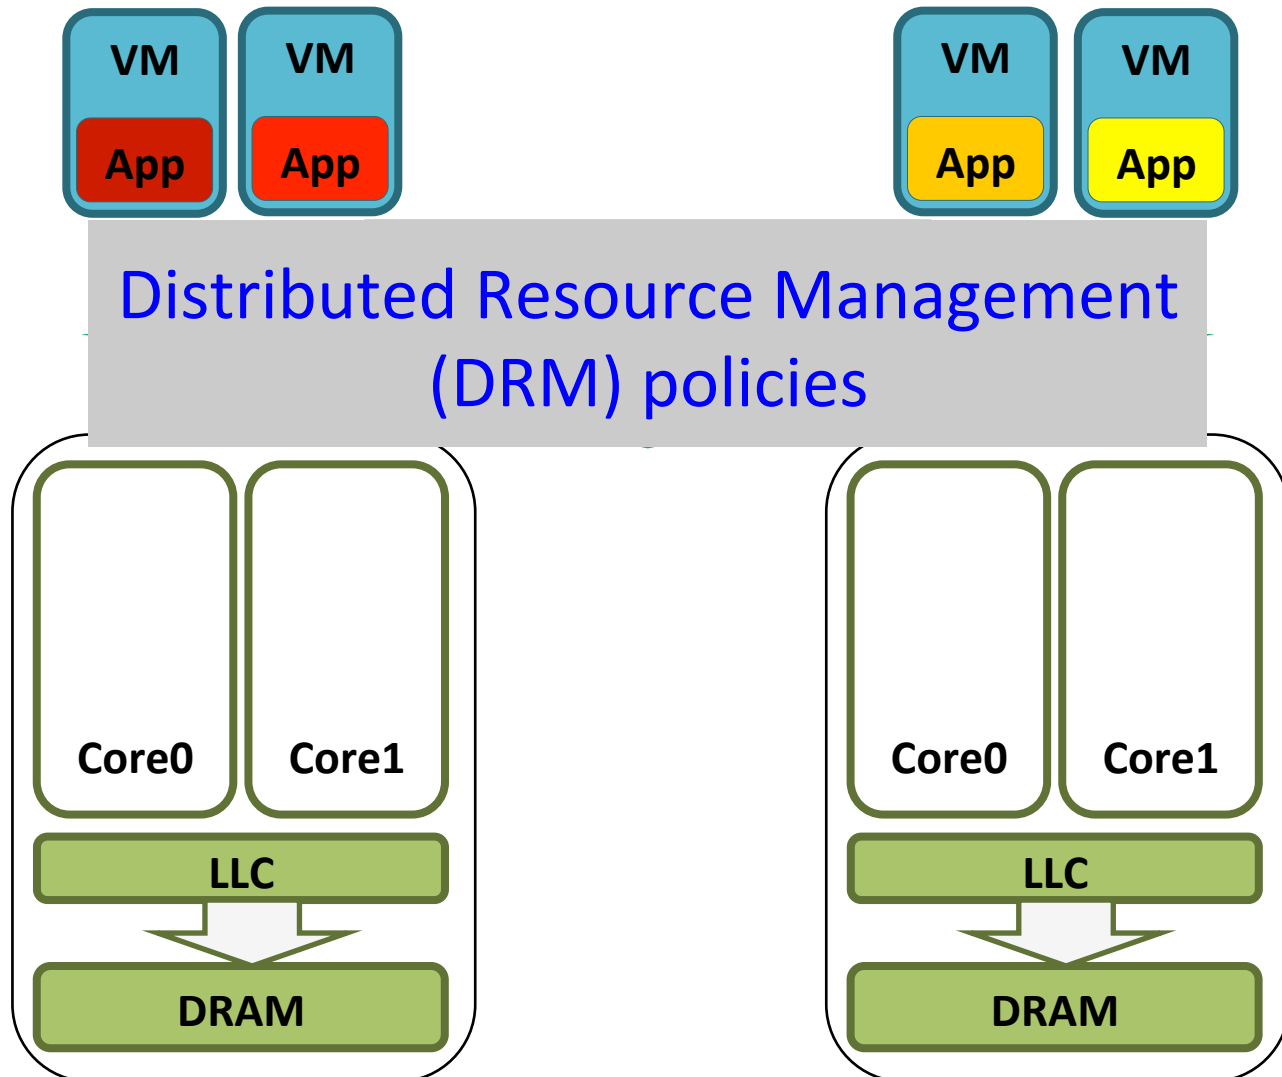 VM VM VM VM
App App App App
Distributed Resource Management
(DRM) policies
Core0 Core1 Core0 Core1
LLC LLC
DRAM DRAM